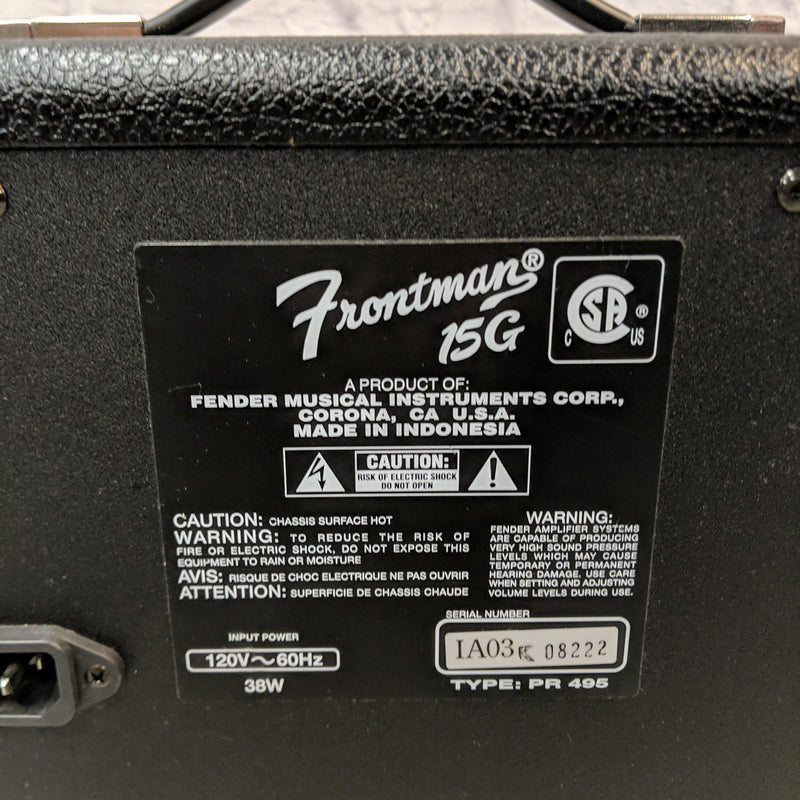 Frontman®
15G
CSA ®
C US
A PRODUCT OF:
FENDER MUSICAL INSTRUMENTS CORP.,
CORONA, CA U.S.A.
MADE IN INDONESIA
CAUTION:
RISK OF ELECTRIC SHOCK
DO NOT OPEN
CAUTION: CHASSIS SURFACE HOT
WARNING: TO REDUCE THE RISK OF
FIRE OR ELECTRIC SHOCK, DO NOT EXPOSE THIS
EQUIPMENT TO RAIN OR MOISTURE
AVIS: RISQUE DE CHOC ELECTRIQUE NE PAS OUVRIR
ATTENTION: SUPERFICIE DE CHASSIS CHAUDE
WARNING:
FENDER AMPLIFIER SYSTEMS
ARE CAPABLE OF PRODUCING
VERY HIGH SOUND PRESSURE
LEVELS WHICH MAY CAUSE
TEMPORARY OR PERMANENT
HEARING DAMAGE. USE CARE
WHEN SETTING AND ADJUSTING
VOLUME LEVELS DURING USE.
INPUT POWER
120V~60Hz
38W
SERIAL NUMBER
IA03 08222
TYPE: PR 495